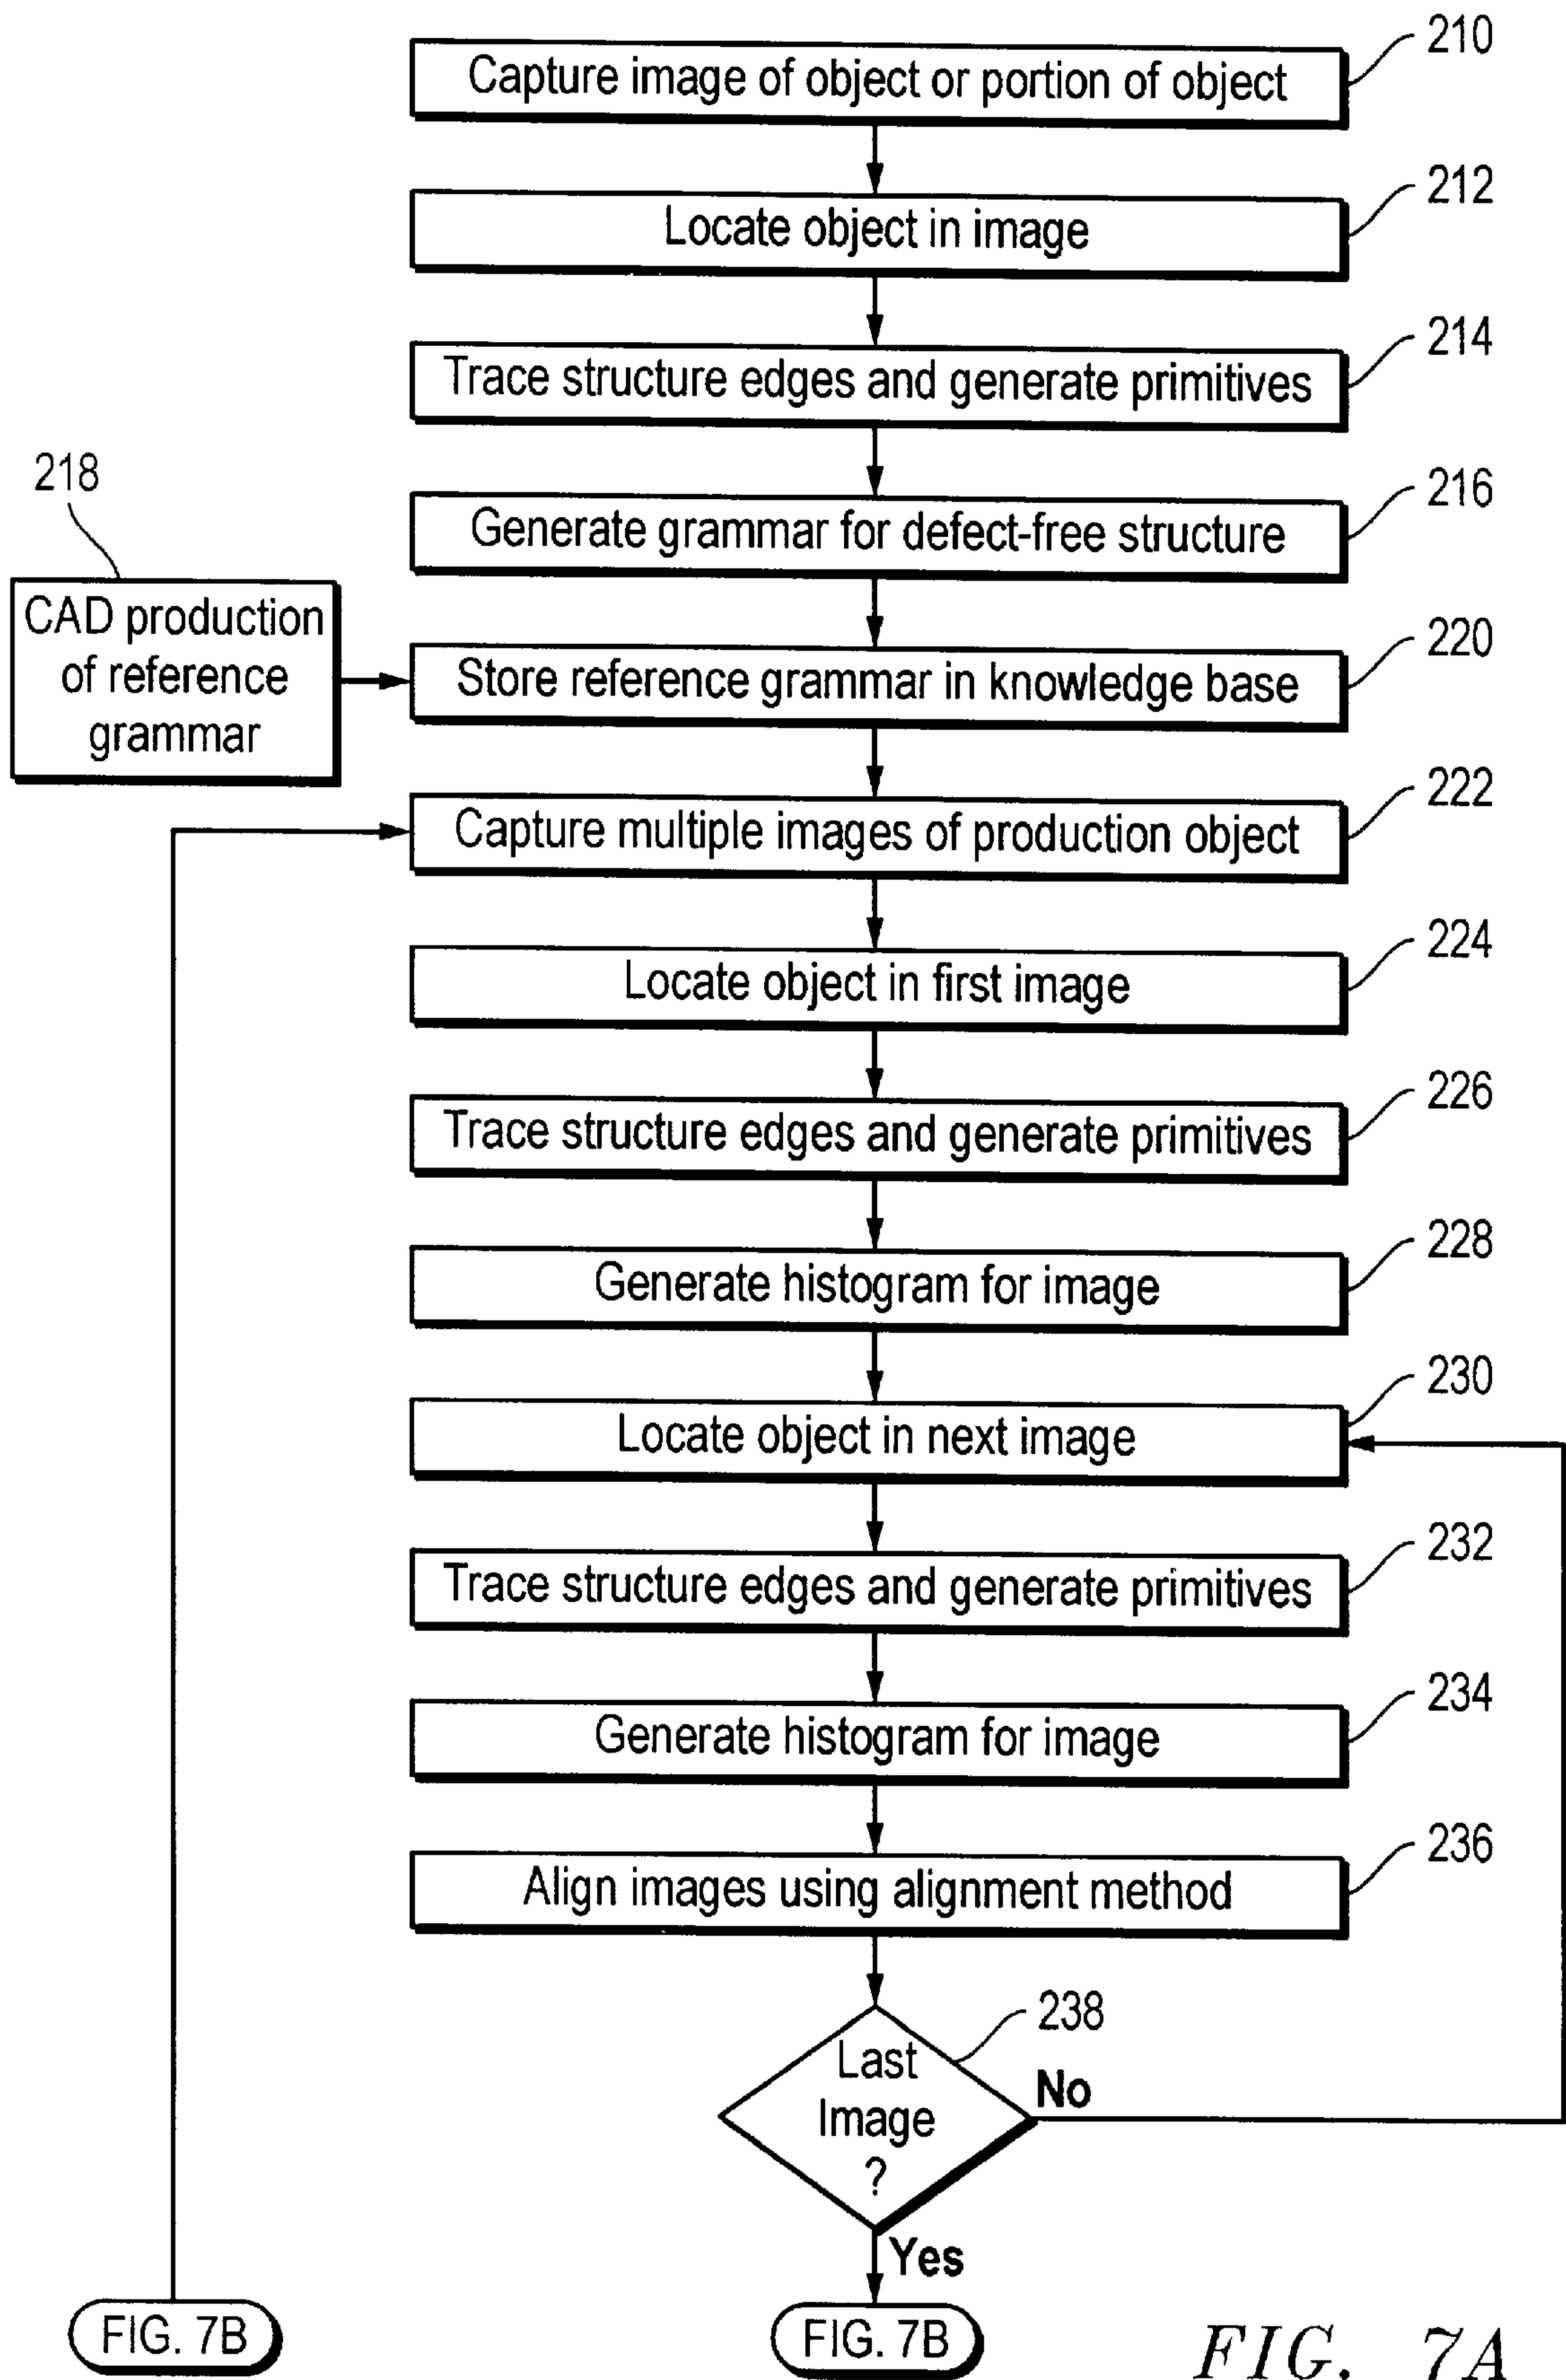 210
Capture image of object or portion of object
212
Locate object in image
214
Trace structure edges and generate primitives
216
Generate grammar for defect-free structure
218
CAD production
of reference
grammar
220
Store reference grammar in knowledge base
222
Capture multiple images of production object
224
Locate object in first image
226
Trace structure edges and generate primitives
228
Generate histogram for image
230
Locate object in next image
232
Trace structure edges and generate primitives
234
Generate histogram for image
236
Align images using alignment method
238
Last
Image
?
No
Yes
FIG. 7B
FIG. 7B
FIG. 7A